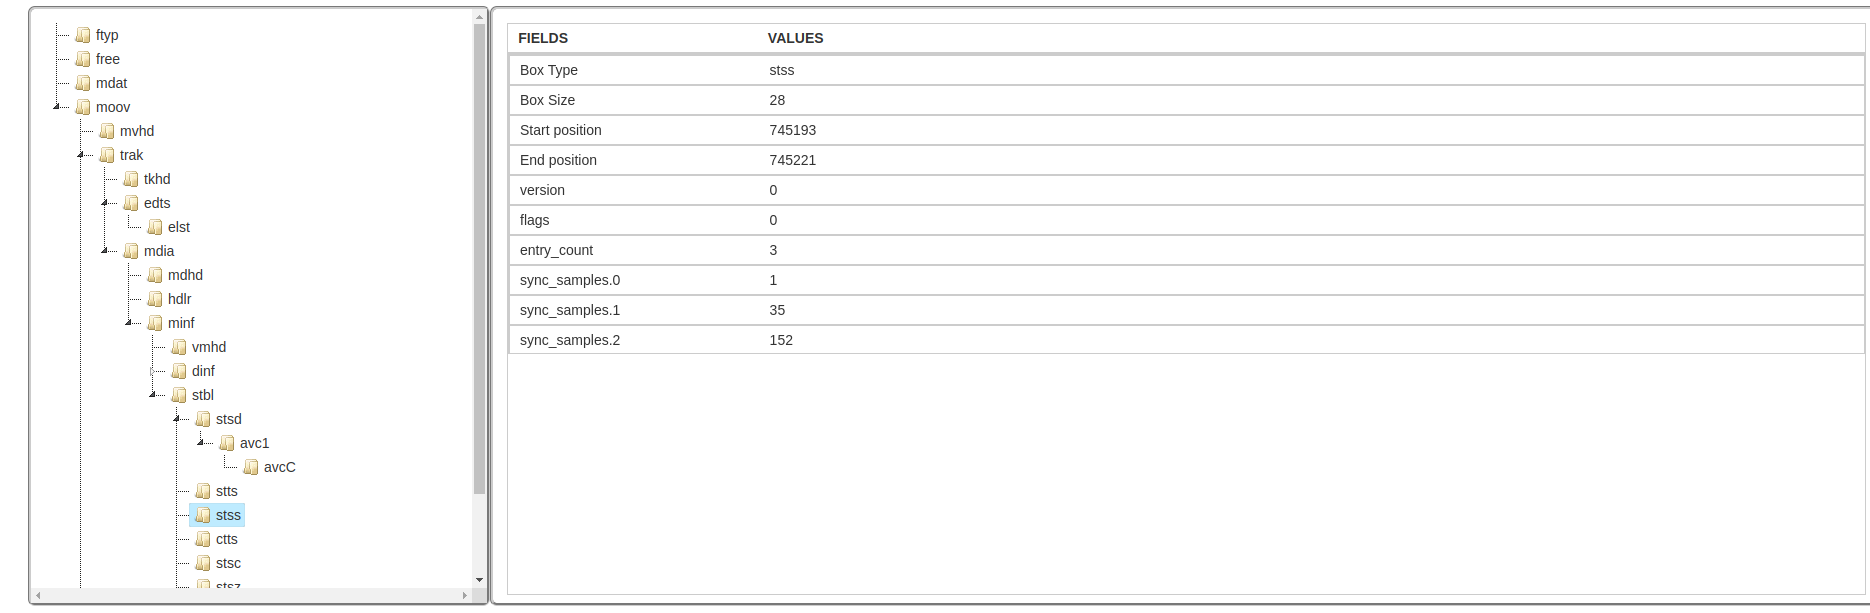 ftyp
free
mdat
moov
mvhd
trak
tkhd
edts
elst
mdia
mdhd
hdlr
minf
vmhd
dinf
stbl
stsd
avc1
avcC
stts
stss
ctts
stsc
stsz
FIELDS VALUES
Box Type stss
Box Size 28
Start position 745193
End position 745221
version 0
flags 0
entry_count 3
sync_samples.0 1
sync_samples.1 35
sync_samples.2 152